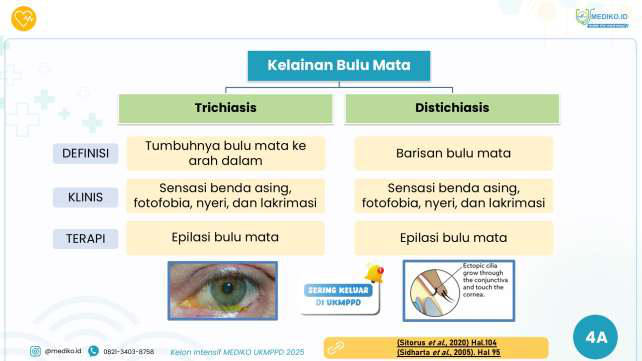 MEDIKO.ID
Kelainan Bulu Mata
Trichiasis
Distichiasis
DEFINISI
Tumbuhnya bulu mata ke
arah dalam
Barisan bulu mata
KLINIS
Sensasi benda asing,
fotofobia, nyeri, dan lakrimasi
Sensasi benda asing,
fotofobia, nyeri, dan lakrimasi
TERAPI
Epilasi bulu mata
Epilasi bulu mata
SERING KELUAR
DI UKMPPD
Ectopic cilia
grow through
the conjunctiva
and touch the
cornea.
4A
@mediko.id
0821-3403-8758
Kelon Intensif MEDIKO UKMPPD 2025
(Sitorus et al., 2020) Hal.104
(Sidharta et al., 2005). Hal 95